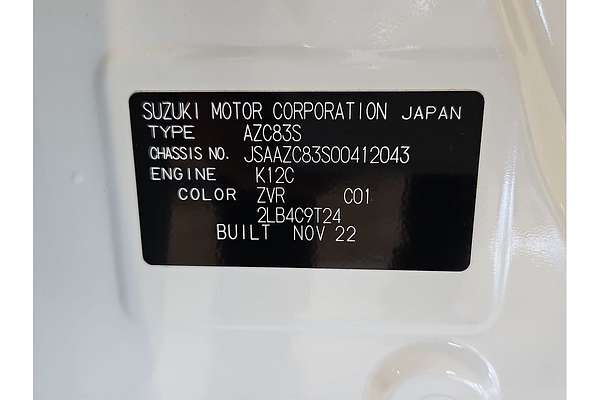 SUZUKI MOTOR CORPORATION JAPAN
TYPE AZC83S
CHASSIS NO. JSAAZC83S00412043
ENGINE K12C
COLOR ZVR C01
2LB4C9T24
BUILT NOV 22